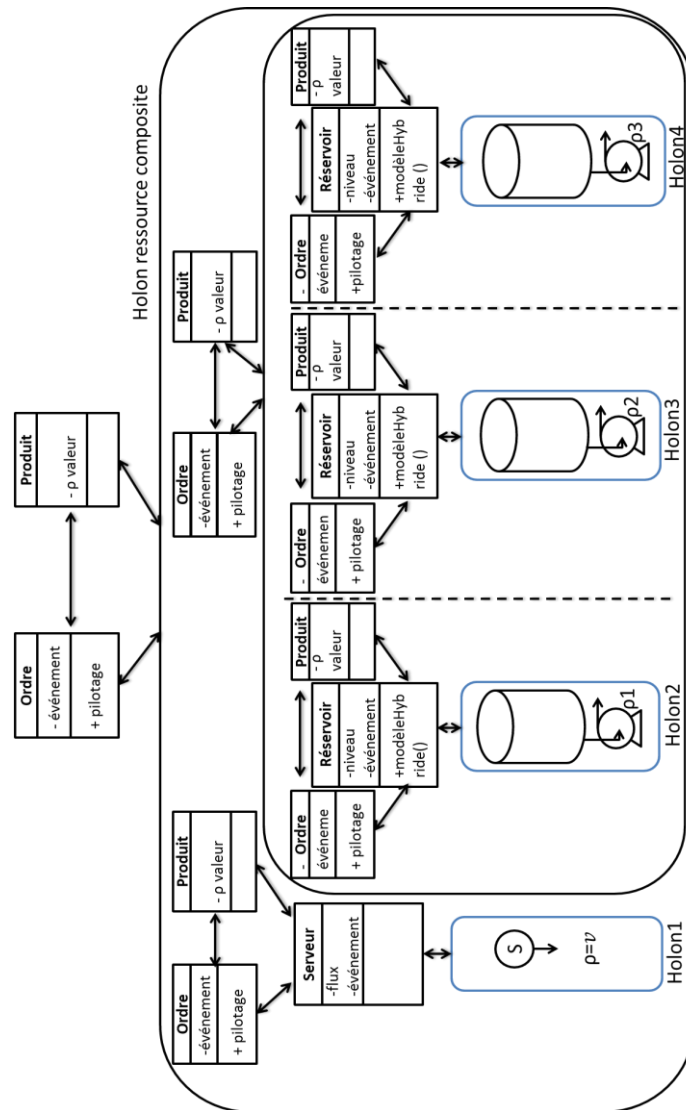 Ordre
- événement
+ pilotage
Produit
- ρ valeur
Holon ressource composite
Ordre
-événement
+ pilotage
Produit
- ρ valeur
Ordre
-événement
+ pilotage
Produit
- ρ valeur
Serveur
-flux
-événement
S
ρ=𝒱
Holon1
- Ordre
événeme
+ pilotage
Produit
- ρ
valeur
Réservoir
-niveau
-événement
+modèleHyb
ride()
ρ1
Holon2
- Ordre
événemen
+ pilotage
Produit
- ρ
valeur
Réservoir
-niveau
-événement
+modèleHyb
ride ()
ρ2
Holon3
- Ordre
événeme
+pilotage
Produit
- ρ
valeur
Réservoir
-niveau
-événement
+modèleHyb
ride ()
ρ3
Holon4